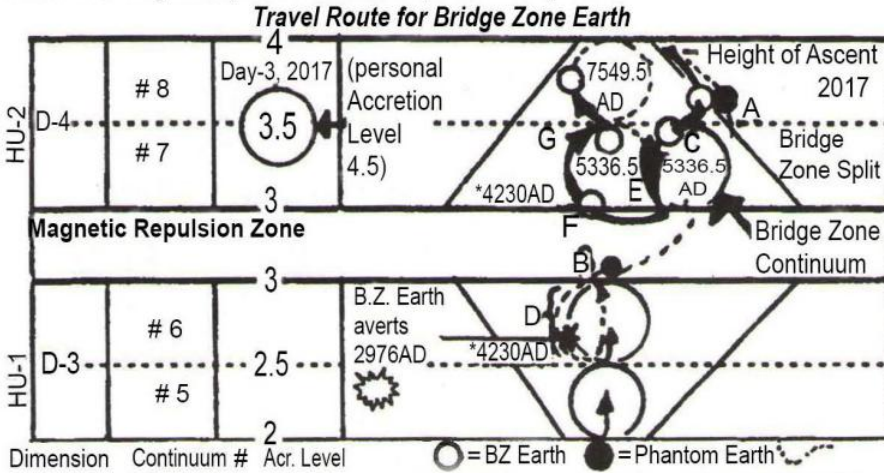 Travel Route for Bridge Zone Earth
HU-2
D-4
# 8
# 7
4
Day-3, 2017
3.5
3
(personal
Accretion
Level
4.5)
7549.5
AD
G
5336.5
E
*4230AD
F
C
5336.5
AD
A
Height of Ascent
2017
Bridge
Zone Split
Magnetic Repulsion Zone
Bridge Zone
Continuum
B
HU-1
D-3
# 6
# 5
3
2.5
2
B.Z. Earth
averts
2976AD
D
*4230AD
Dimension Continuum # Acr. Level = BZ Earth = Phantom Earth